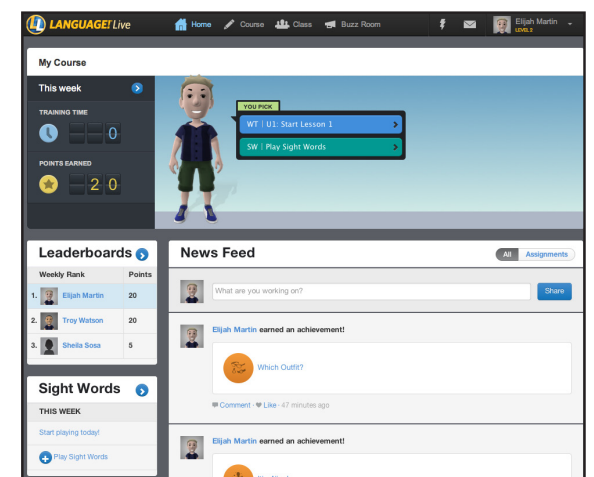 LANGUAGE! Live
Home
Course
Class
Buzz Room
Elijah Martin
LEVEL 2
My Course
This week
TRAINING TIME
0
POINTS EARNED
2 0
YOU PICK
WT | U1: Start Lesson 1
SW | Play Sight Words
Leaderboards
Weekly Rank Points
1. Elijah Martin 20
2. Troy Watson 20
3. Sheila Sosa 5
Sight Words
THIS WEEK
Start playing today!
Play Sight Words
News Feed
All Assignments
What are you working on?
Share
Elijah Martin earned an achievement!
Which Outfit?
Comment · Like · 47 minutes ago
Elijah Martin earned an achievement!